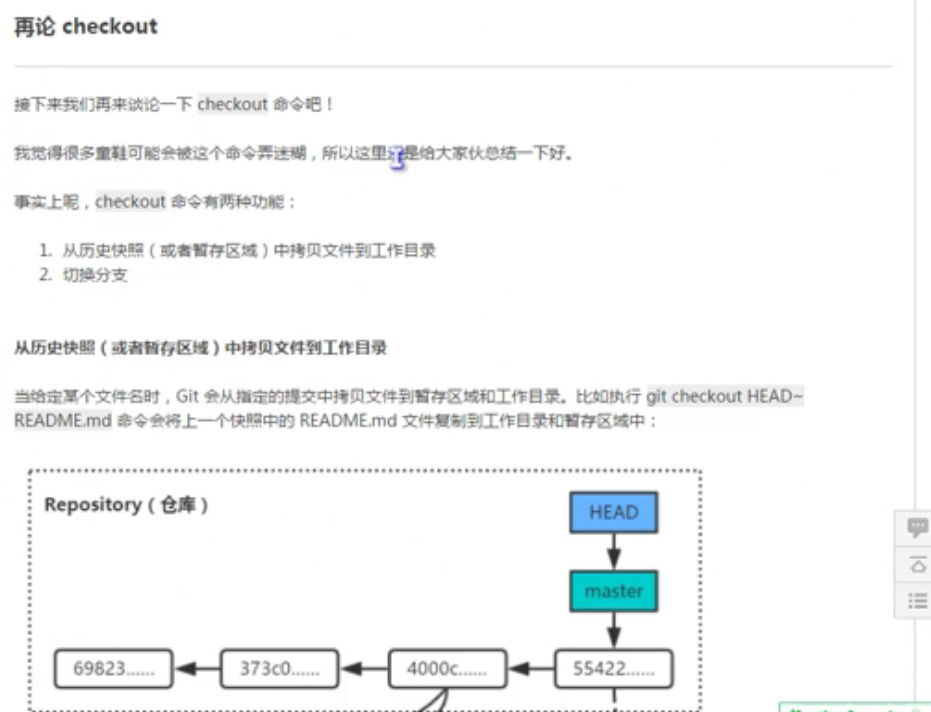 再论 checkout
接下来我们再来谈论一下 checkout 命令吧！
我觉得很多童鞋可能会被这个命令弄迷糊，所以这里是给大家伙总结一下好。
事实上呢，checkout 命令有两种功能：
1. 从历史快照（或者暂存区域）中拷贝文件到工作目录
2. 切换分支
从历史快照（或者暂存区域）中拷贝文件到工作目录
当给定某个文件名时，Git 会从指定的提交中拷贝文件到暂存区域和工作目录。比如执行 git checkout HEAD~
README.md 命令会将上一个快照中的 README.md 文件复制到工作目录和暂存区域中：
Repository（仓库）
HEAD
master
69823......
373c0......
4000c......
55422......